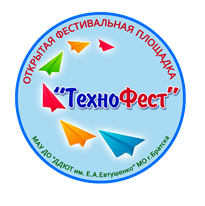 ОТКРЫТАЯ ФЕСТИВАЛЬНАЯ ПЛОЩАДКА
"ТехноФест"
МАУ ДО "ДДЮТ им. Е.А.Евтушенко" МО г.Братска